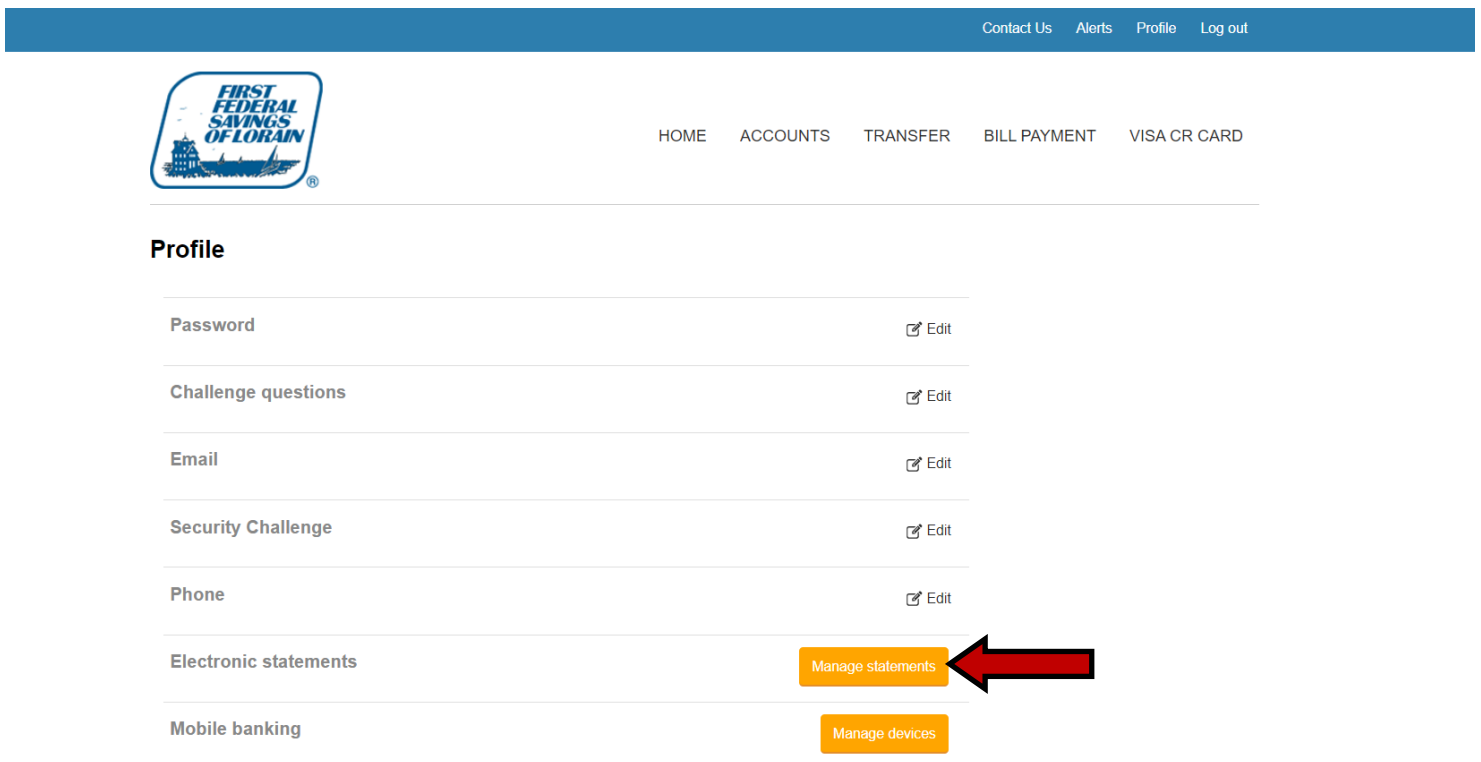 Contact Us Alerts Profile Log out
FIRST
FEDERAL
SAVINGS
OF LORAIN
®
HOME ACCOUNTS TRANSFER BILL PAYMENT VISA CR CARD
Profile
Password Edit
Challenge questions Edit
Email Edit
Security Challenge Edit
Phone Edit
Electronic statements Manage statements
Mobile banking Manage devices